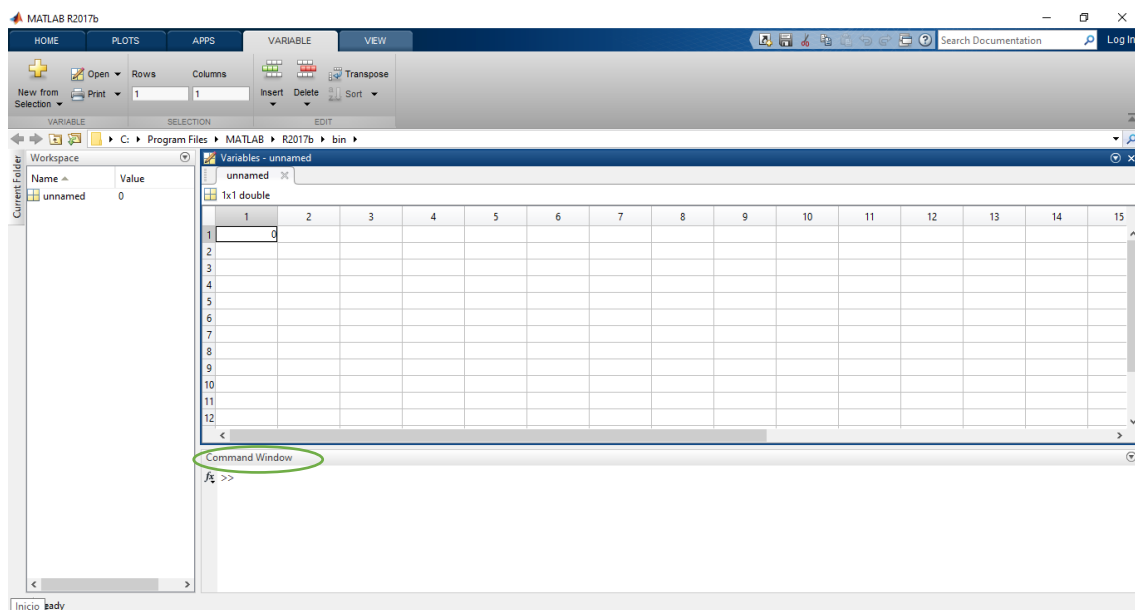 MATLAB R2017b
HOME PLOTS APPS VARIABLE VIEW Search Documentation Log In
Open Rows Columns Transpose
New from Selection Print 1 1 Insert Delete Sort
VARIABLE SELECTION EDIT
C: Program Files MATLAB R2017b bin
Current Folder
Workspace
Name Value
unnamed 0
Variables - unnamed
unnamed
1x1 double
1 2 3 4 5 6 7 8 9 10 11 12 13 14 15
1 0
2
3
4
5
6
7
8
9
10
11
12
Command Window
fx >>
Inicio eady